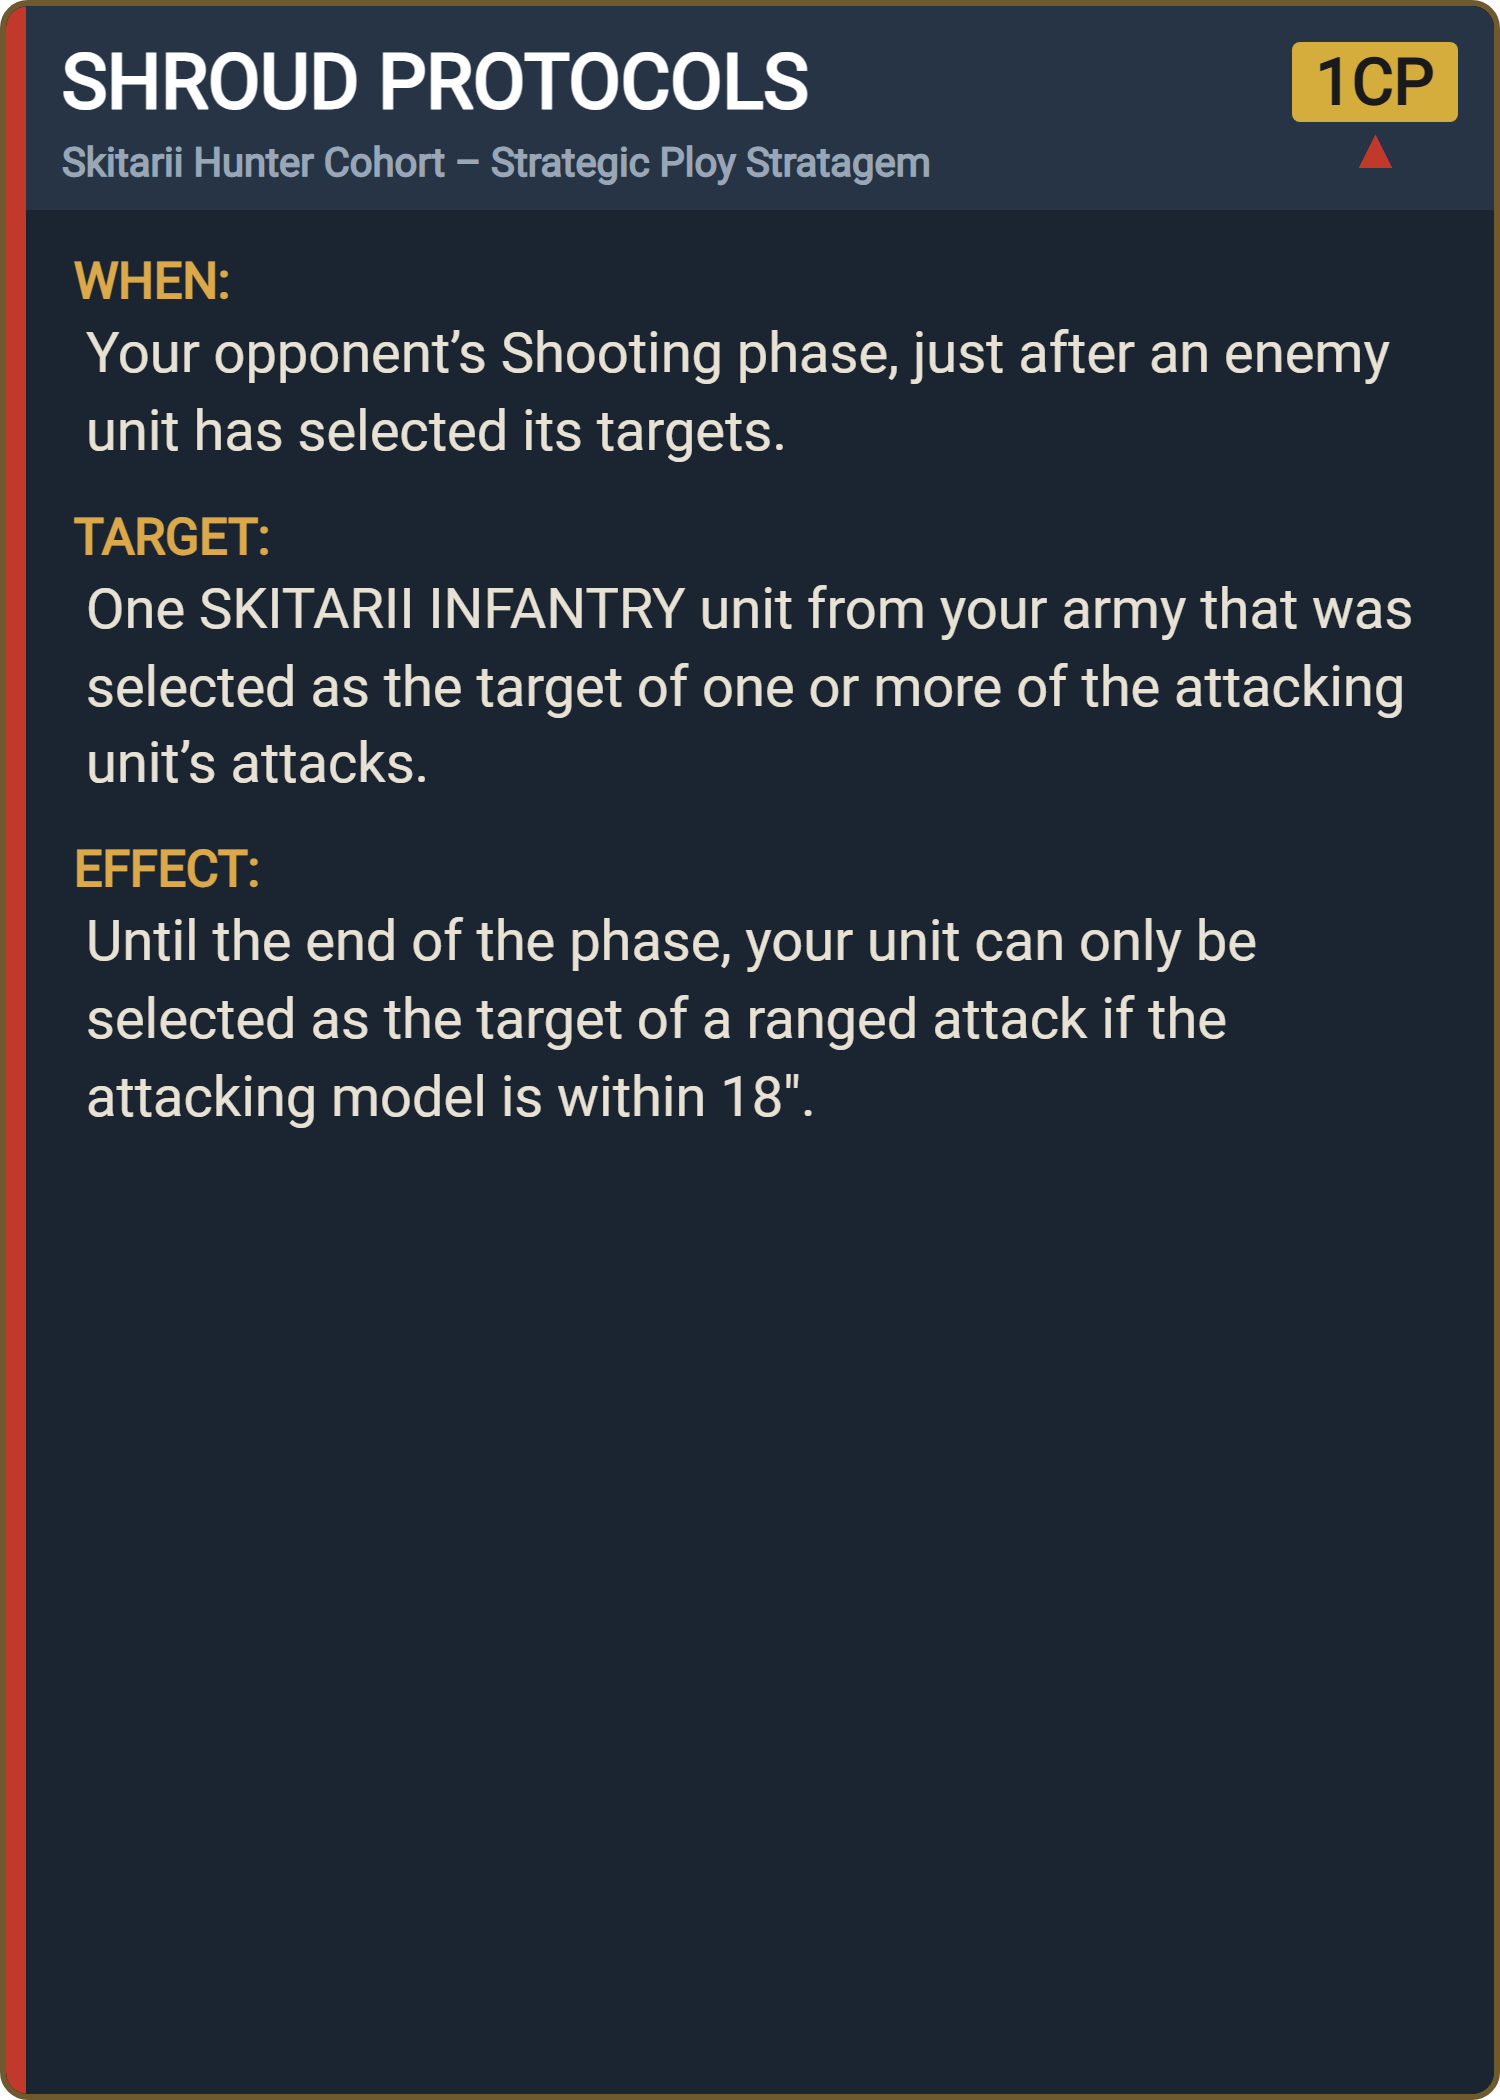 SHROUD PROTOCOLS
1CP
Skitarii Hunter Cohort – Strategic Ploy Stratagem
WHEN:
Your opponent’s Shooting phase, just after an enemy
unit has selected its targets.
TARGET:
One SKITARII INFANTRY unit from your army that was
selected as the target of one or more of the attacking
unit’s attacks.
EFFECT:
Until the end of the phase, your unit can only be
selected as the target of a ranged attack if the
attacking model is within 18".